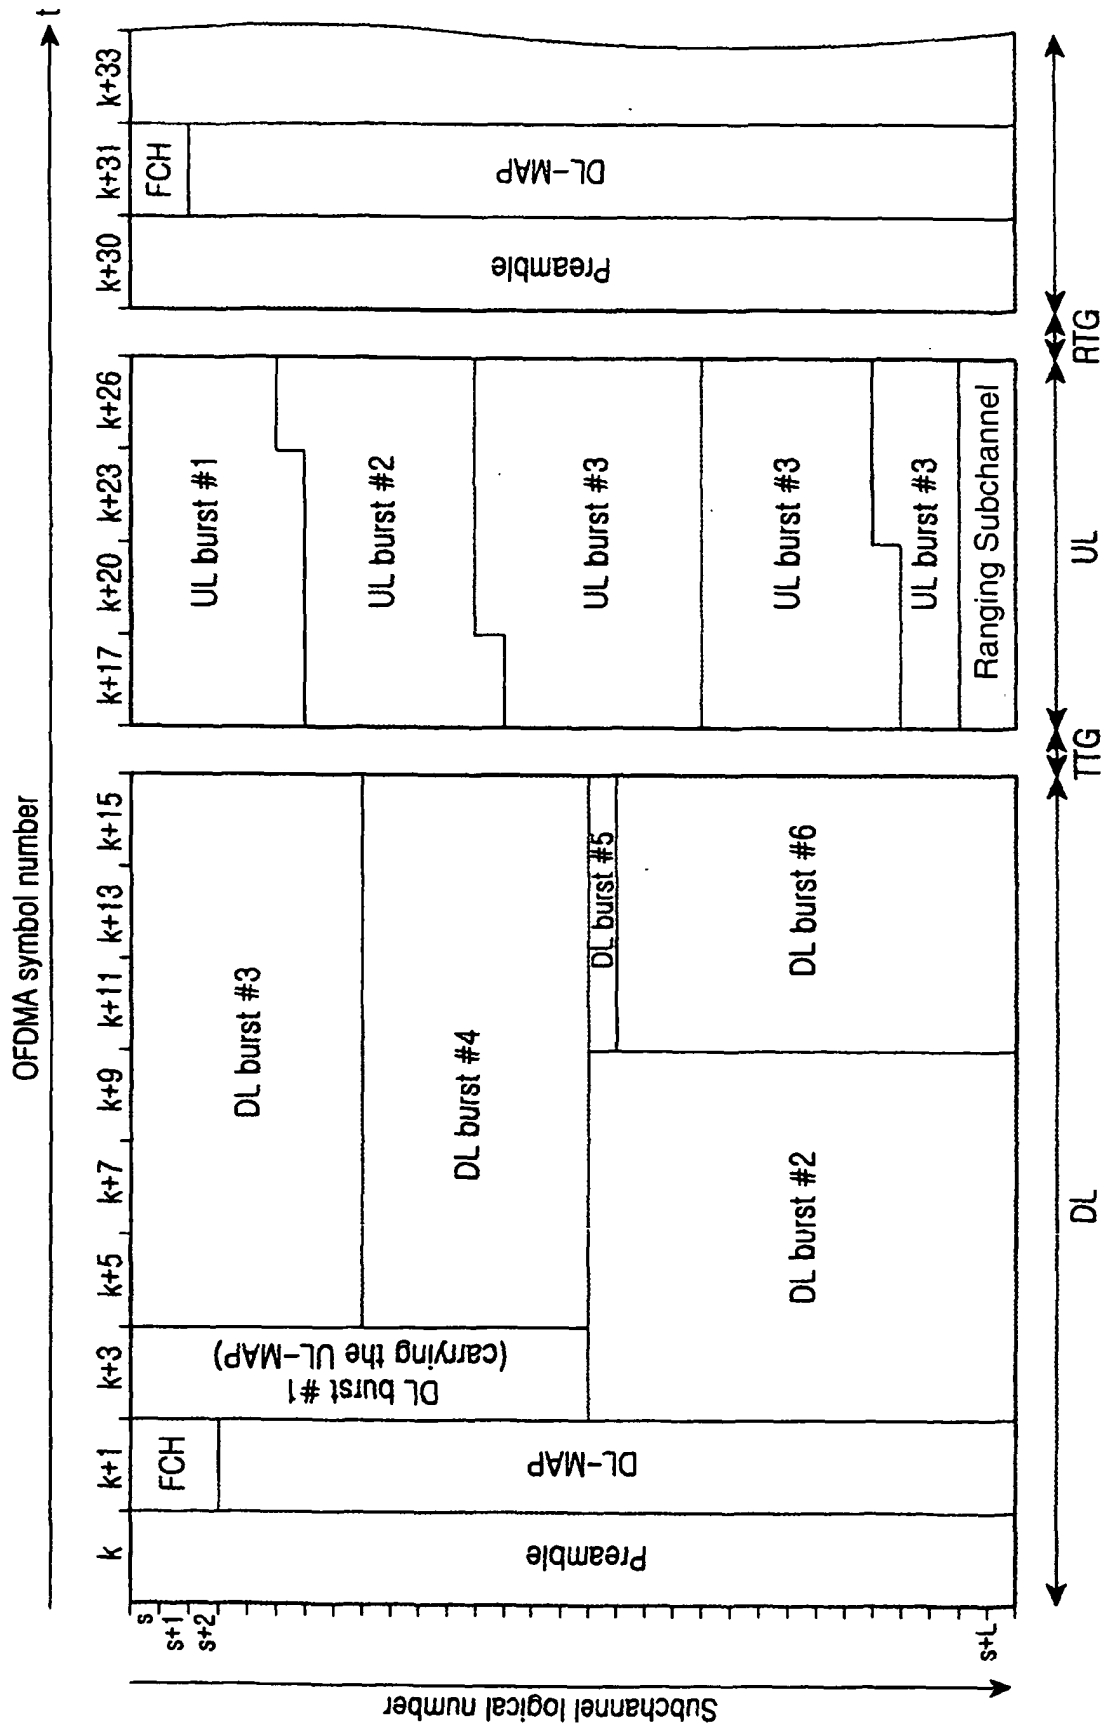 OFDMA symbol number
t
k
k+1
k+3
k+5
k+7
k+9
k+11
k+13
k+15
k+17
k+20
k+23
k+26
k+30
k+31
k+33
Subchannel logical number
s
s+1
s+2
s+L
Preamble
FCH
DL-MAP
DL burst #1
(carrying the UL-MAP)
DL burst #3
DL burst #4
DL burst #2
DL burst #5
DL burst #6
UL burst #1
UL burst #2
UL burst #3
UL burst #3
UL burst #3
Ranging Subchannel
Preamble
FCH
DL-MAP
DL
TTG
UL
RTG